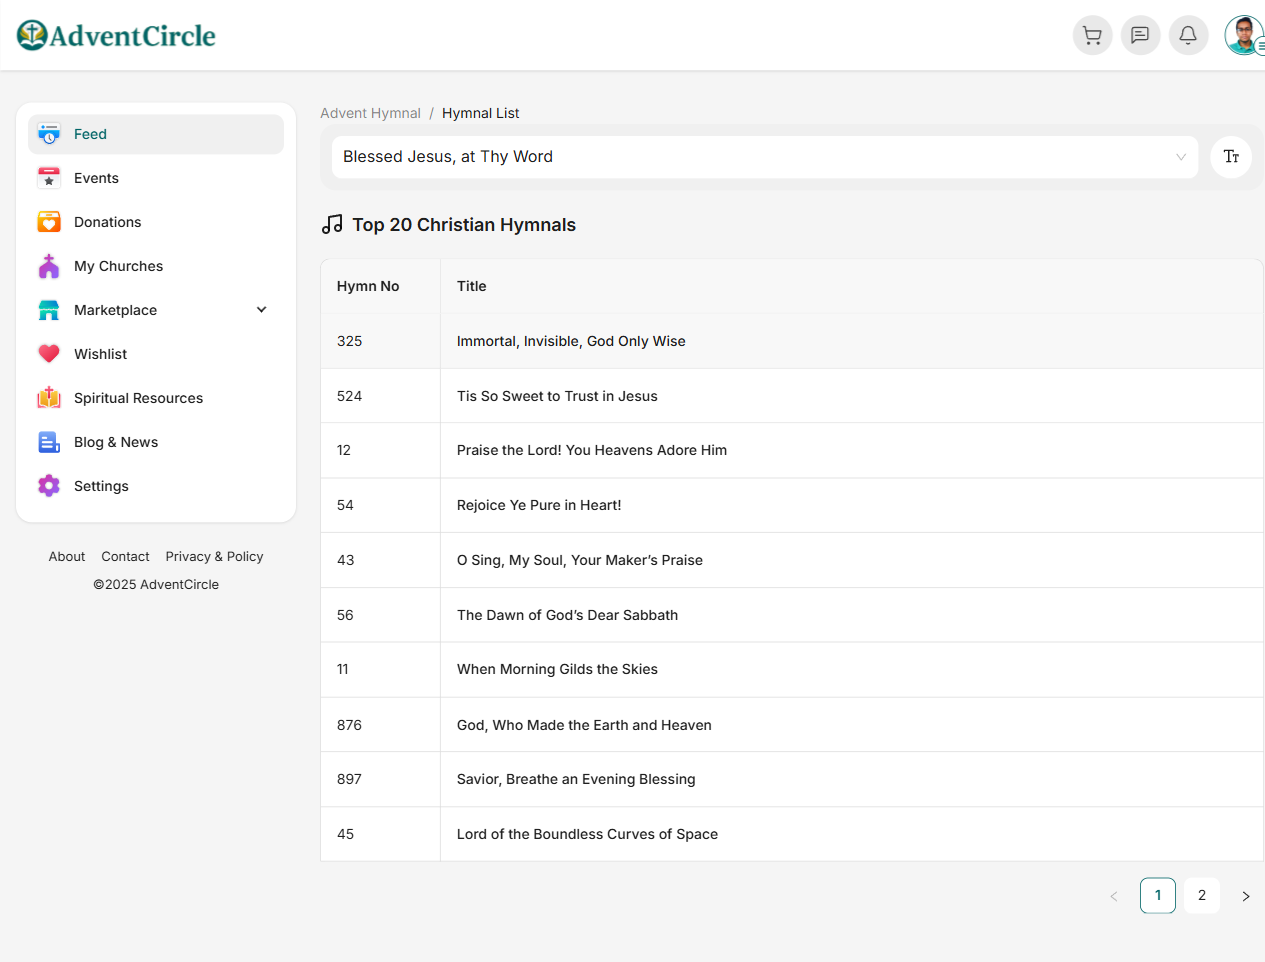 AdventCircle
Feed
Events
Donations
My Churches
Marketplace
Wishlist
Spiritual Resources
Blog & News
Settings
About Contact Privacy & Policy
©2025 AdventCircle
Advent Hymnal / Hymnal List
Blessed Jesus, at Thy Word
Tт
Top 20 Christian Hymnals
Hymn No Title
325 Immortal, Invisible, God Only Wise
524 Tis So Sweet to Trust in Jesus
12 Praise the Lord! You Heavens Adore Him
54 Rejoice Ye Pure in Heart!
43 O Sing, My Soul, Your Maker’s Praise
56 The Dawn of God’s Dear Sabbath
11 When Morning Gilds the Skies
876 God, Who Made the Earth and Heaven
897 Savior, Breathe an Evening Blessing
45 Lord of the Boundless Curves of Space
< 1 2 >